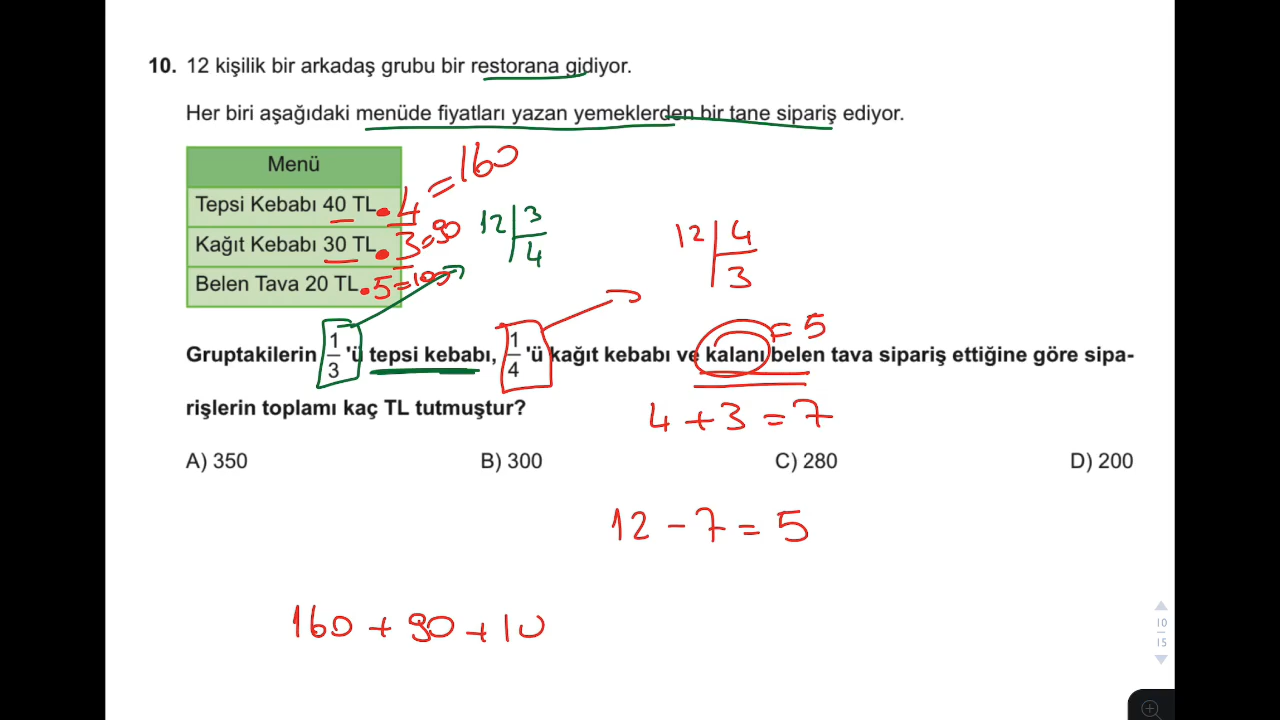 10. 12 kişilik bir arkadaş grubu bir restorana gidiyor.
Her biri aşağıdaki menüde fiyatları yazan yemeklerden bir tane sipariş ediyor.
Menü
Tepsi Kebabı 40 TL . 4 = 160
Kağıt Kebabı 30 TL . 3 = 90
Belen Tava 20 TL . 5 = 100
12 3
4
12 4
3
= 5
Gruptakilerin 1/3 'ü tepsi kebabı, 1/4 'ü kağıt kebabı ve kalanı belen tava sipariş ettiğine göre sipa-
rişlerin toplamı kaç TL tutmuştur?
4 + 3 = 7
A) 350 B) 300 C) 280 D) 200
12 - 7 = 5
160 + 90 + 10
10
15